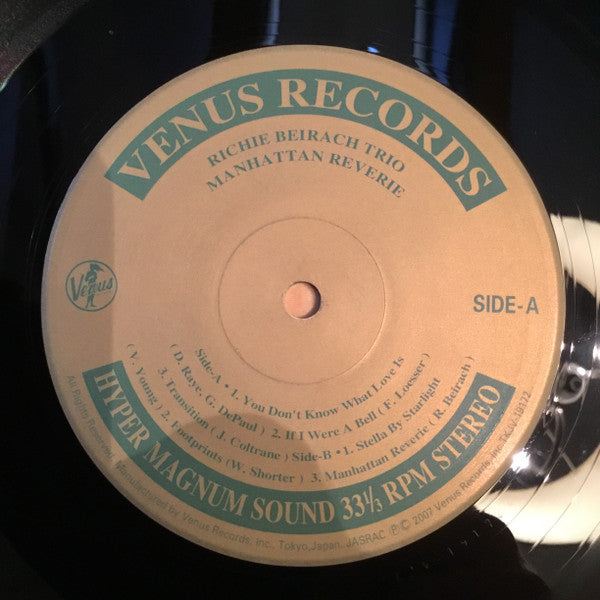 VENUS RECORDS
RICHIE BEIRACH TRIO
MANHATTAN REVERIE
Venus
SIDE-A
Side-A • 1. You Don't Know What Love Is
( D. Raye. G. DePaul ) 2. If I Were A Bell ( F. Loesser )
3. Transition ( J. Coltrane ) Side-B • 1. Stella By Starlight
( V. Young ) 2. Footprints (W. Shorter ) 3. Manhattan Reverie ( R. Beirach )
HYPER MAGNUM SOUND 33⅓ RPM STEREO
All Rights Reserved. Manufactured by Venus Records, Inc., Tokyo,Japan. JASRAC Ⓟ © 2007 Venus Records, Inc. TKJV-19172